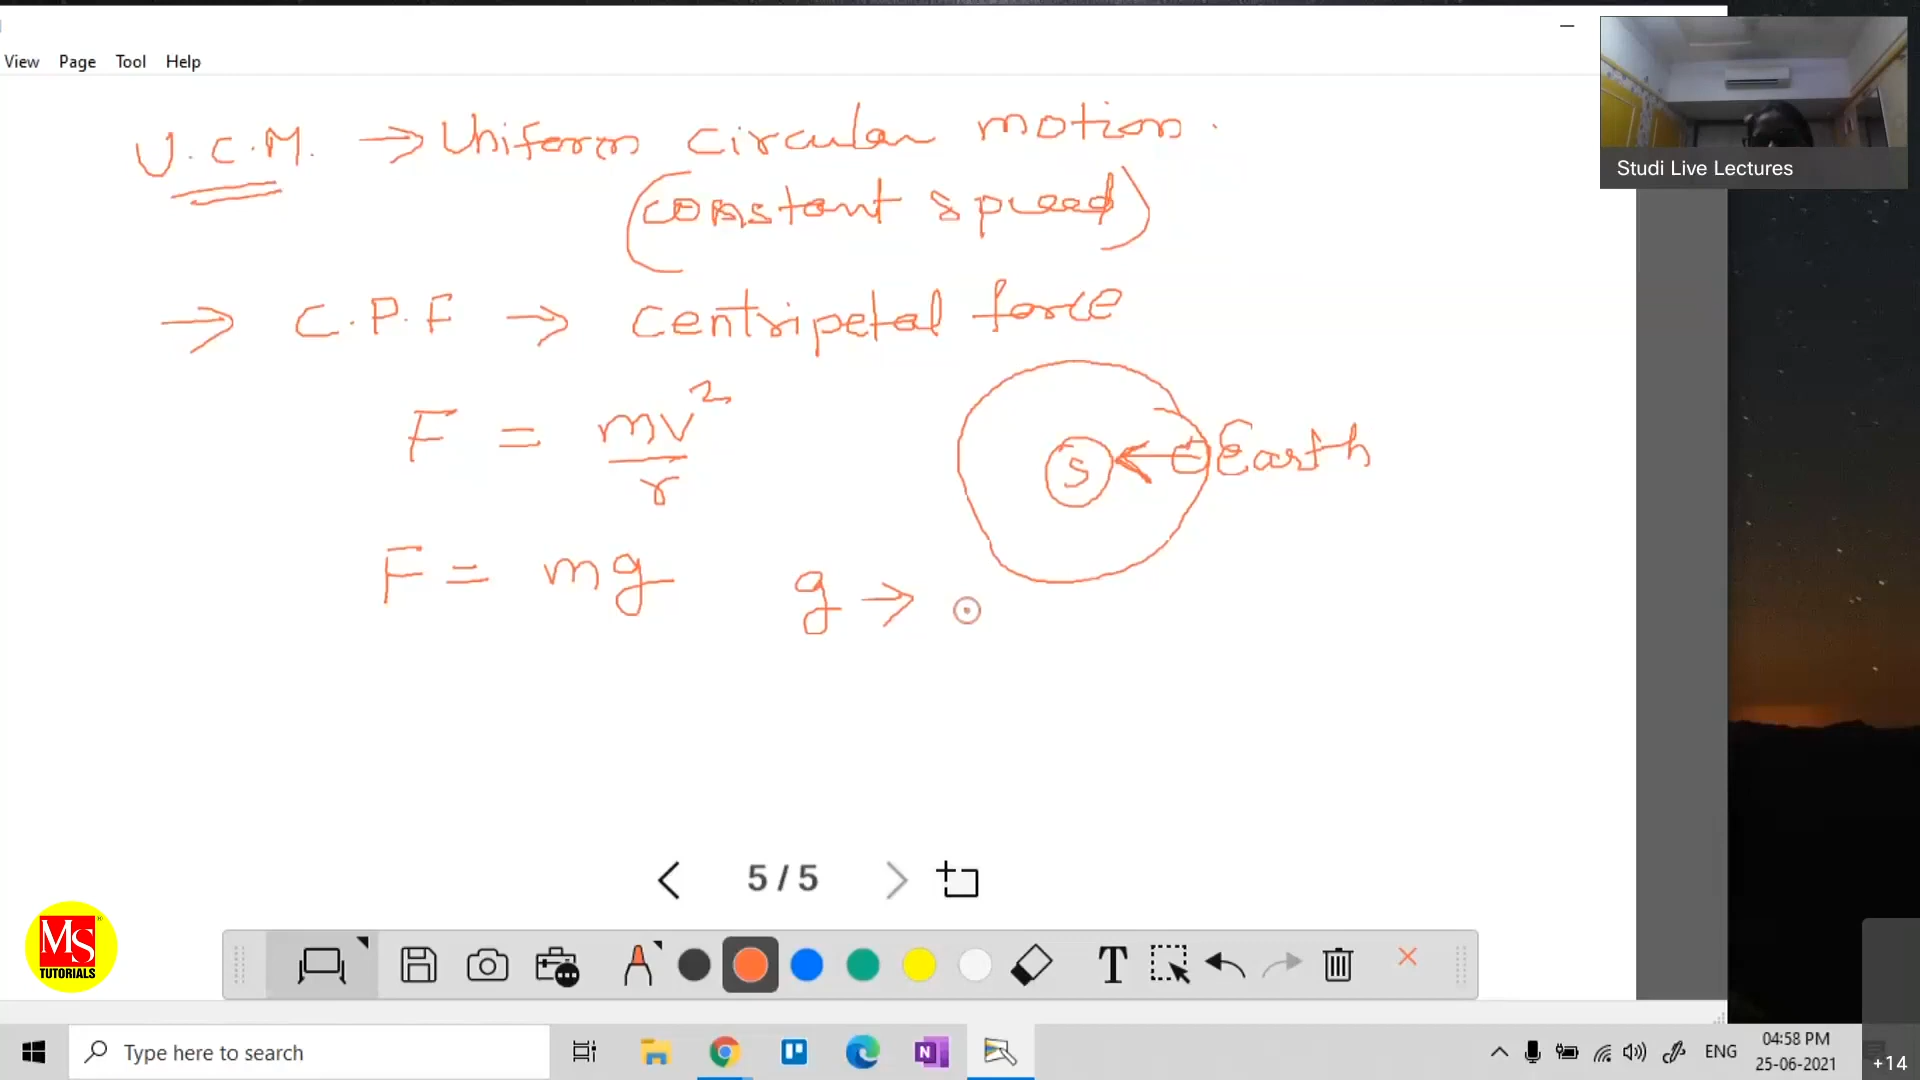 View Page Tool Help
Studi Live Lectures
U.C.M. → Uniform circular motion.
(constant speed)
→ C.P.F → centripetal force
F = mv²/r
S
Earth
F = mg g →
5 / 5
MS
TUTORIALS
T
Type here to search
N
ENG
04:58 PM
25-06-2021
+14